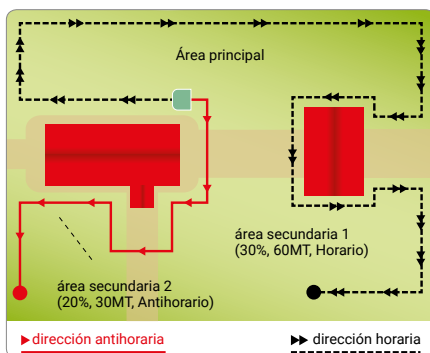 Área principal
área secundaria 1
(30%, 60MT, Horario)
área secundaria 2
(20%, 30MT, Antihorario)
dirección antihoraria
dirección horaria